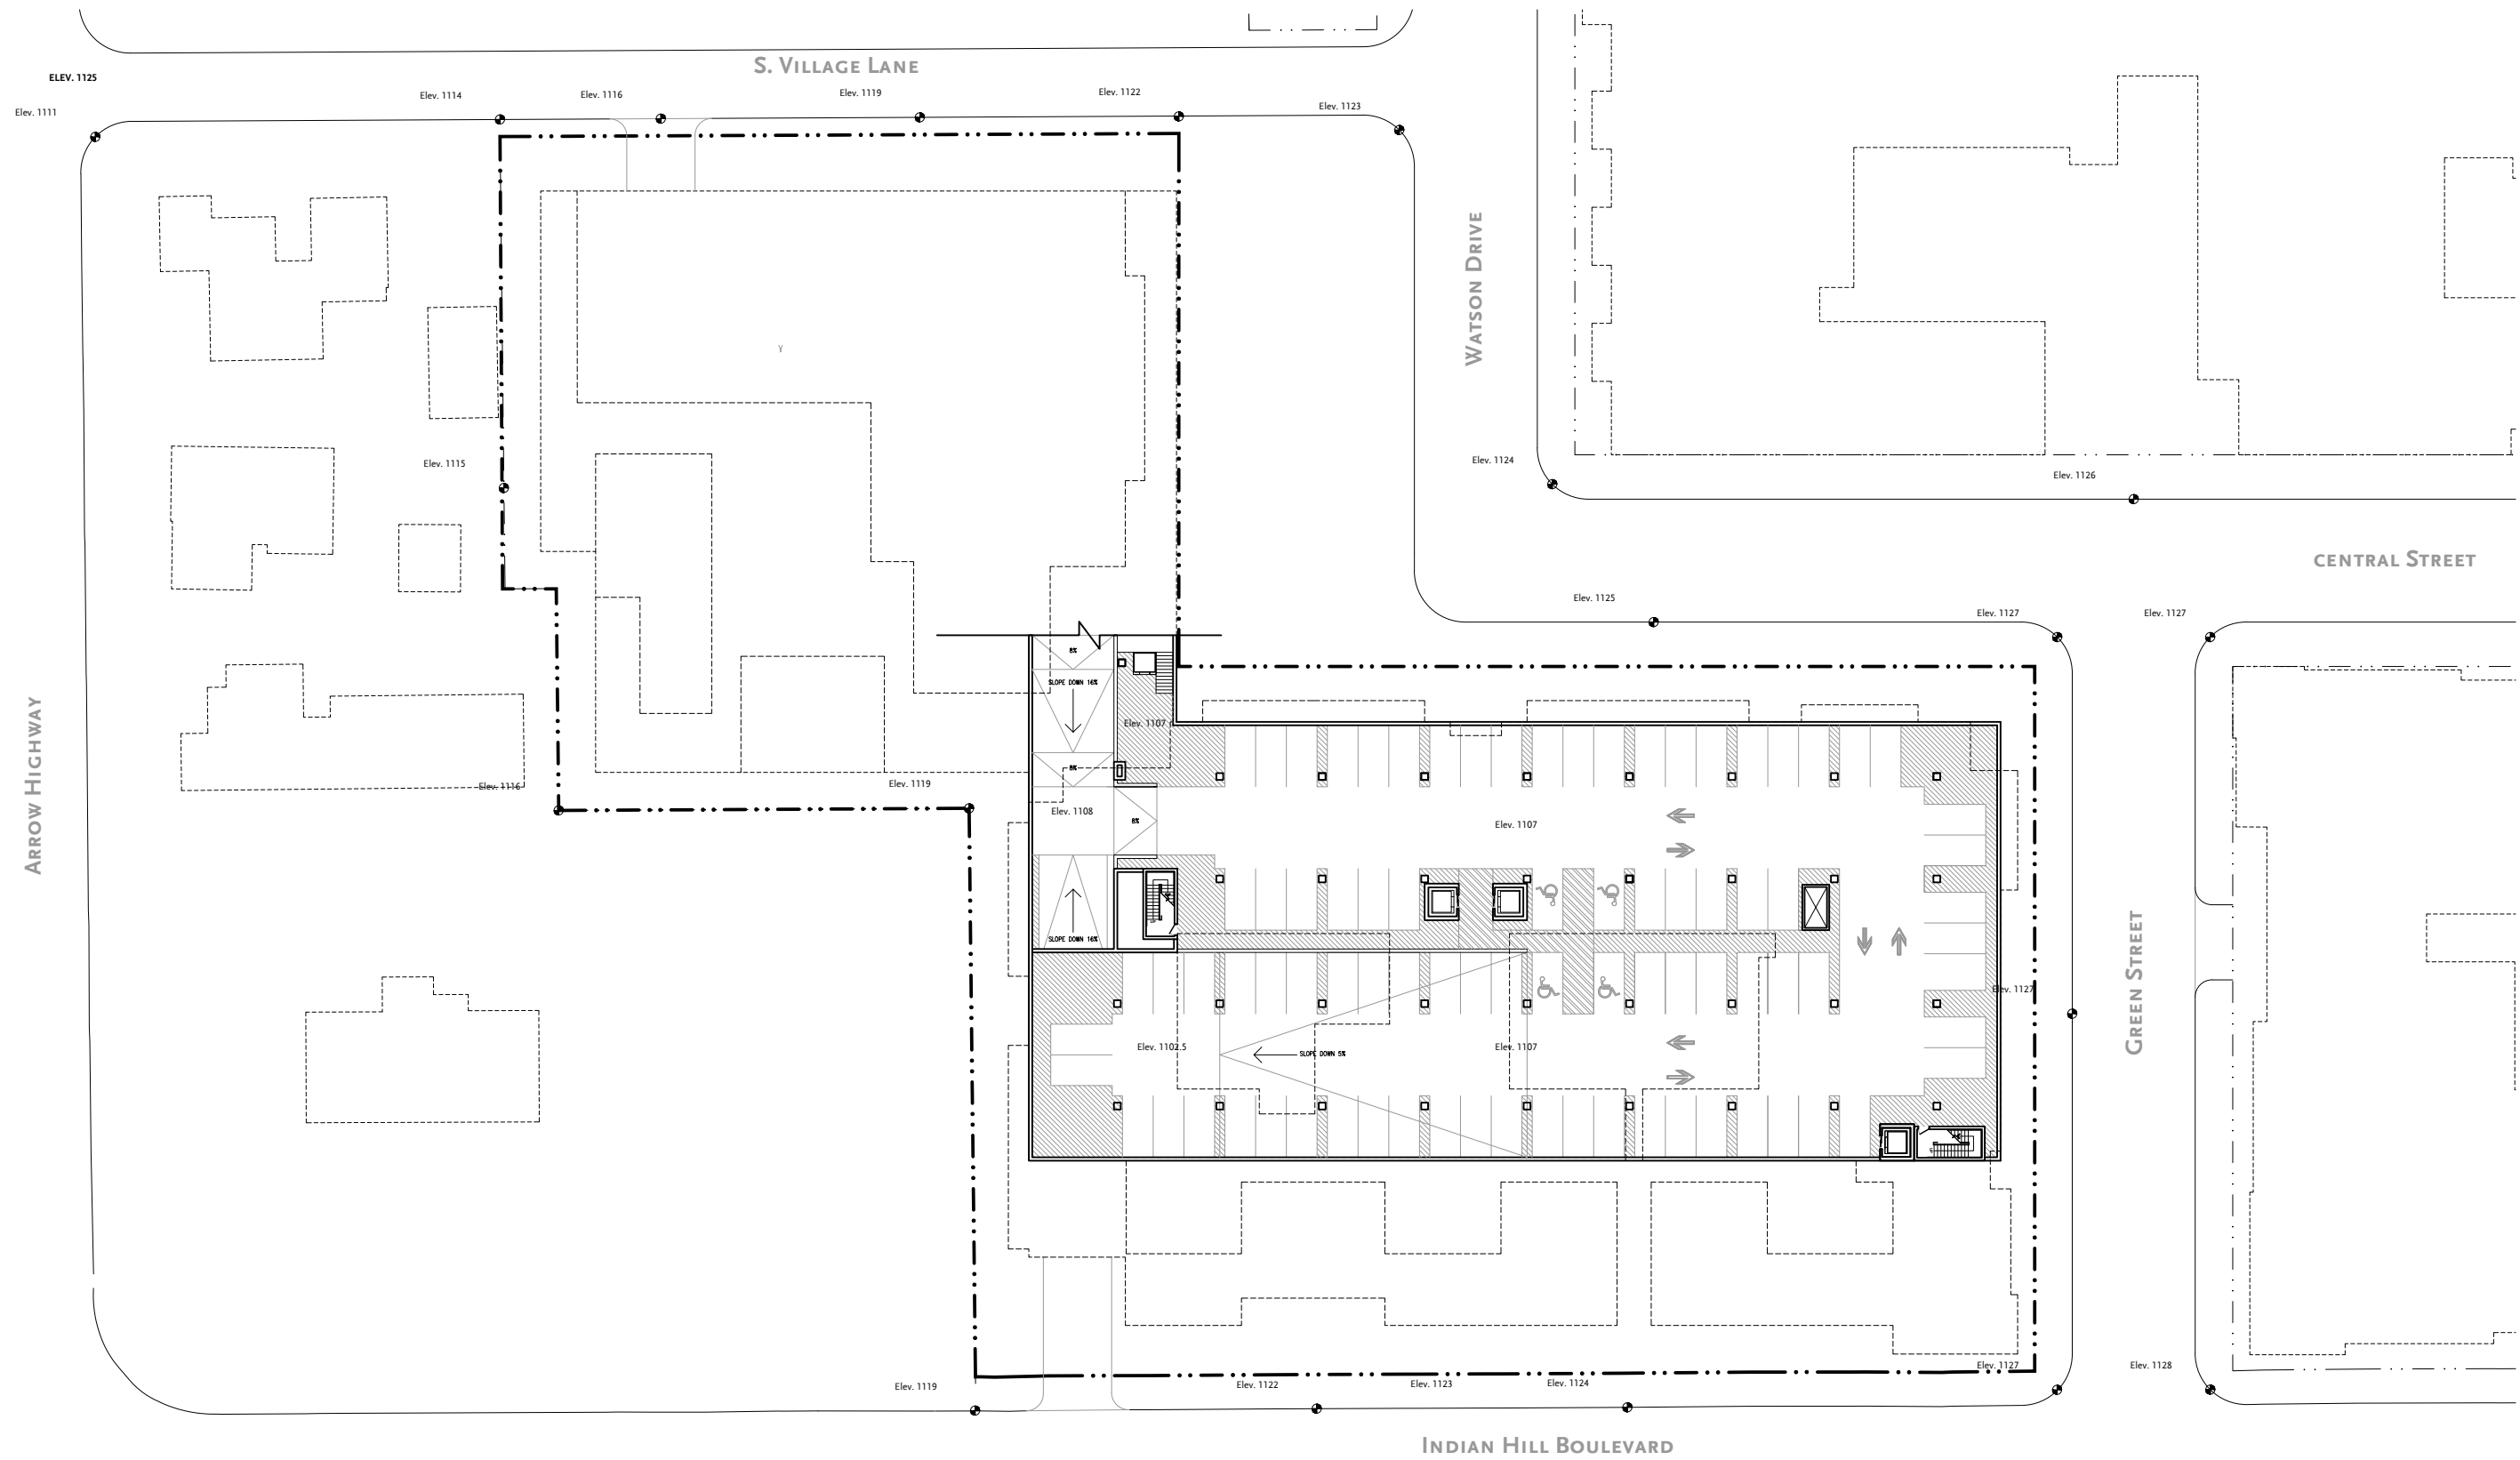 S. Village Lane
ELEV. 1125
Elev. 1122
Elev. 1119
Elev. 1116
Elev. 1114
Elev. 1123
Elev. 1111
Watson Drive
Y
Elev. 1124
Elev. 1115
Elev. 1126
central Street
Elev. 1125
Elev. 1127
Elev. 1127
8%
SLOPE DOWN 16%
Elev. 1107
8%
Elev. 1119
Elev. 1116
Arrow Highway
Elev. 1108
8%
Elev. 1107
SLOPE DOWN 16%
Green Street
Elev. 1127
Elev. 1102.5
Elev. 1107
SLOPE DOWN 5%
Elev. 1127
Elev. 1128
Elev. 1119
Elev. 1122
Elev. 1123
Elev. 1124
Indian Hill Boulevard